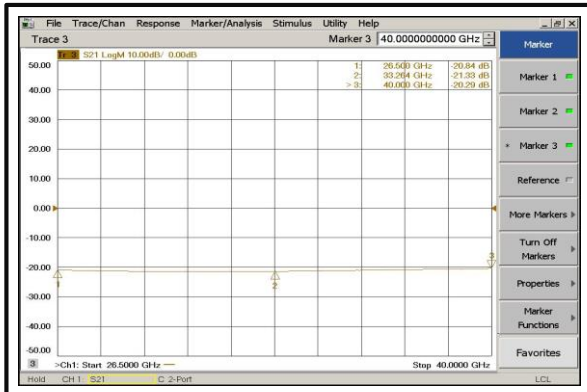 File Trace/Chan Response Marker/Analysis Stimulus Utility Help
Trace 3 Marker 3 40.0000000000 GHz
Tr 3 S21 LogM 10.00dB/ 0.00dB
50.00
40.00
30.00
20.00
10.00
0.00
-10.00
-20.00
-30.00
-40.00
-50.00
1: 26.500 GHz -20.84 dB
2: 33.264 GHz -21.33 dB
> 3: 40.000 GHz -20.29 dB
1
2
3
3 >Ch1: Start 26.5000 GHz Stop 40.0000 GHz
Hold CH 1 S21 C 2-Port LCL
Marker
Marker 1
Marker 2
* Marker 3
Reference
More Markers
Turn Off
Markers
Properties
Marker
Functions
Favorites